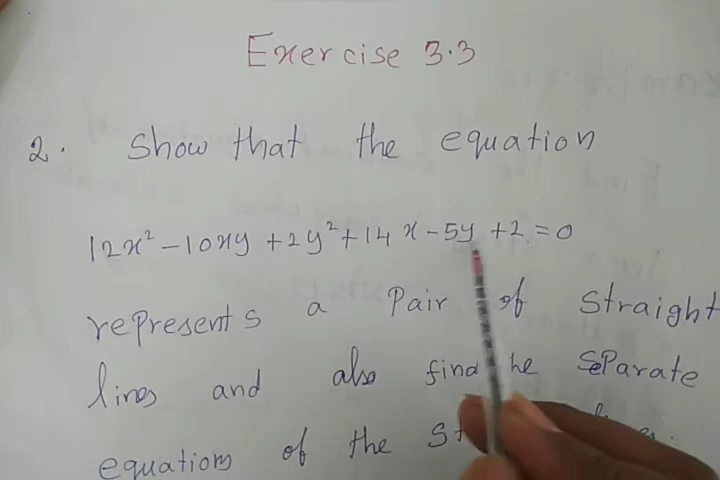 Exercise 3.3
2. Show that the equation
12x² - 10xy + 2y² + 14x - 5y + 2 = 0
represents a Pair of Straight
lines and also find the SePerate
equations of the